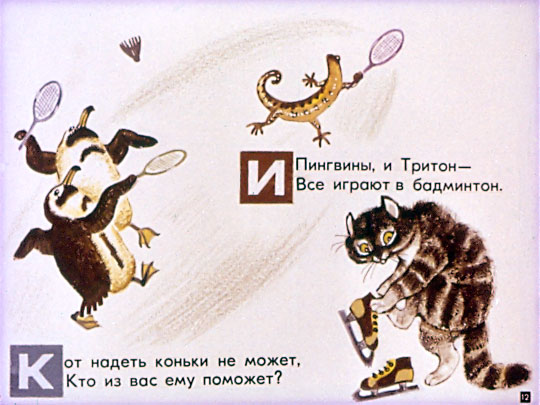 И Пингвины, и Тритон—
Все играют в бадминтон.
Кот надеть коньки не может,
Кто из вас ему поможет?
12